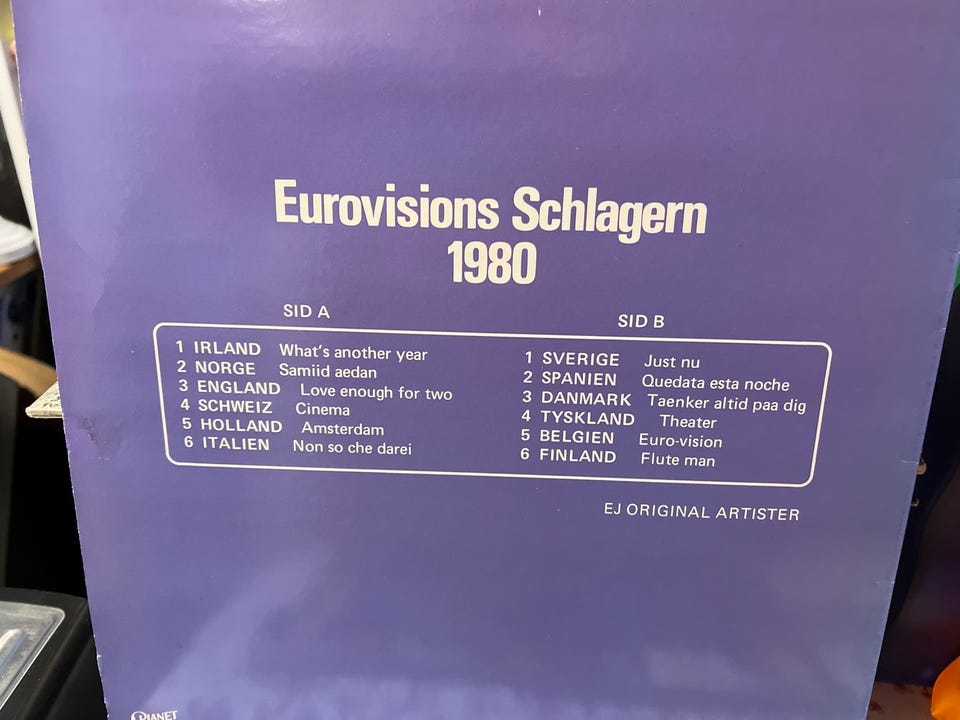 Eurovisions Schlagern
1980
SID A
1 IRLAND What's another year
2 NORGE Samiid aedan
3 ENGLAND Love enough for two
4 SCHWEIZ Cinema
5 HOLLAND Amsterdam
6 ITALIEN Non so che darei
SID B
1 SVERIGE Just nu
2 SPANIEN Quedata esta noche
3 DANMARK Taenker altid paa dig
4 TYSKLAND Theater
5 BELGIEN Euro-vision
6 FINLAND Flute man
EJ ORIGINAL ARTISTER
PLANET